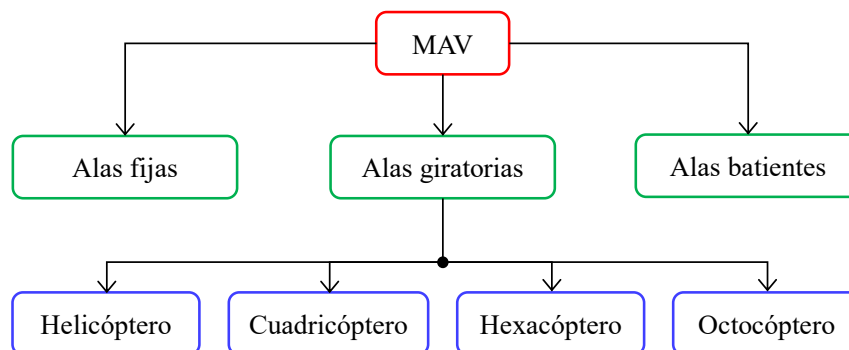 MAV
Alas fijas
Alas giratorias
Alas batientes
Helicóptero
Cuadricóptero
Hexacóptero
Octocóptero